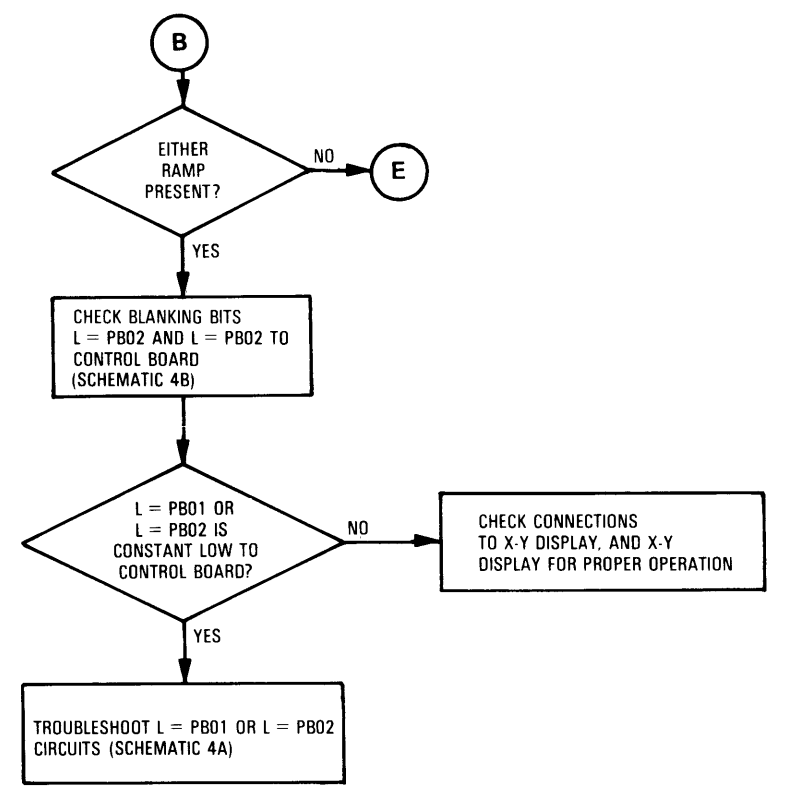 B
EITHER
RAMP
PRESENT?
NO
E
YES
CHECK BLANKING BITS
L = PB02 AND L = PB02 TO
CONTROL BOARD
(SCHEMATIC 4B)
L = PB01 OR
L = PB02 IS
CONSTANT LOW TO
CONTROL BOARD?
NO
CHECK CONNECTIONS
TO X-Y DISPLAY, AND X-Y
DISPLAY FOR PROPER OPERATION
YES
TROUBLESHOOT L = PB01 OR L = PB02
CIRCUITS (SCHEMATIC 4A)